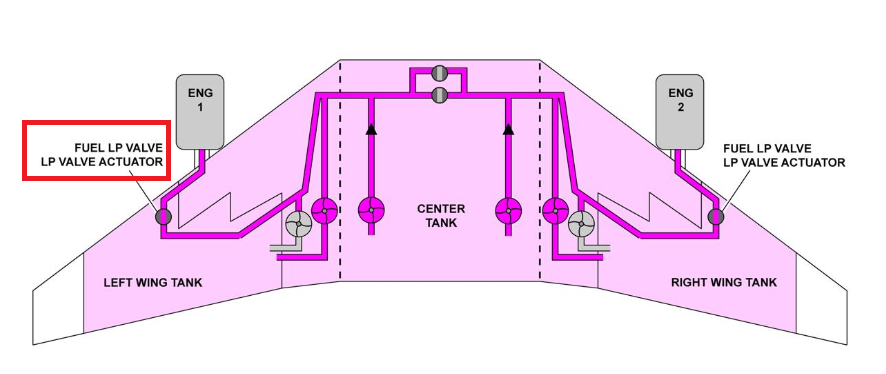 ENG
1
ENG
2
FUEL LP VALVE
LP VALVE ACTUATOR
FUEL LP VALVE
LP VALVE ACTUATOR
CENTER
TANK
LEFT WING TANK
RIGHT WING TANK